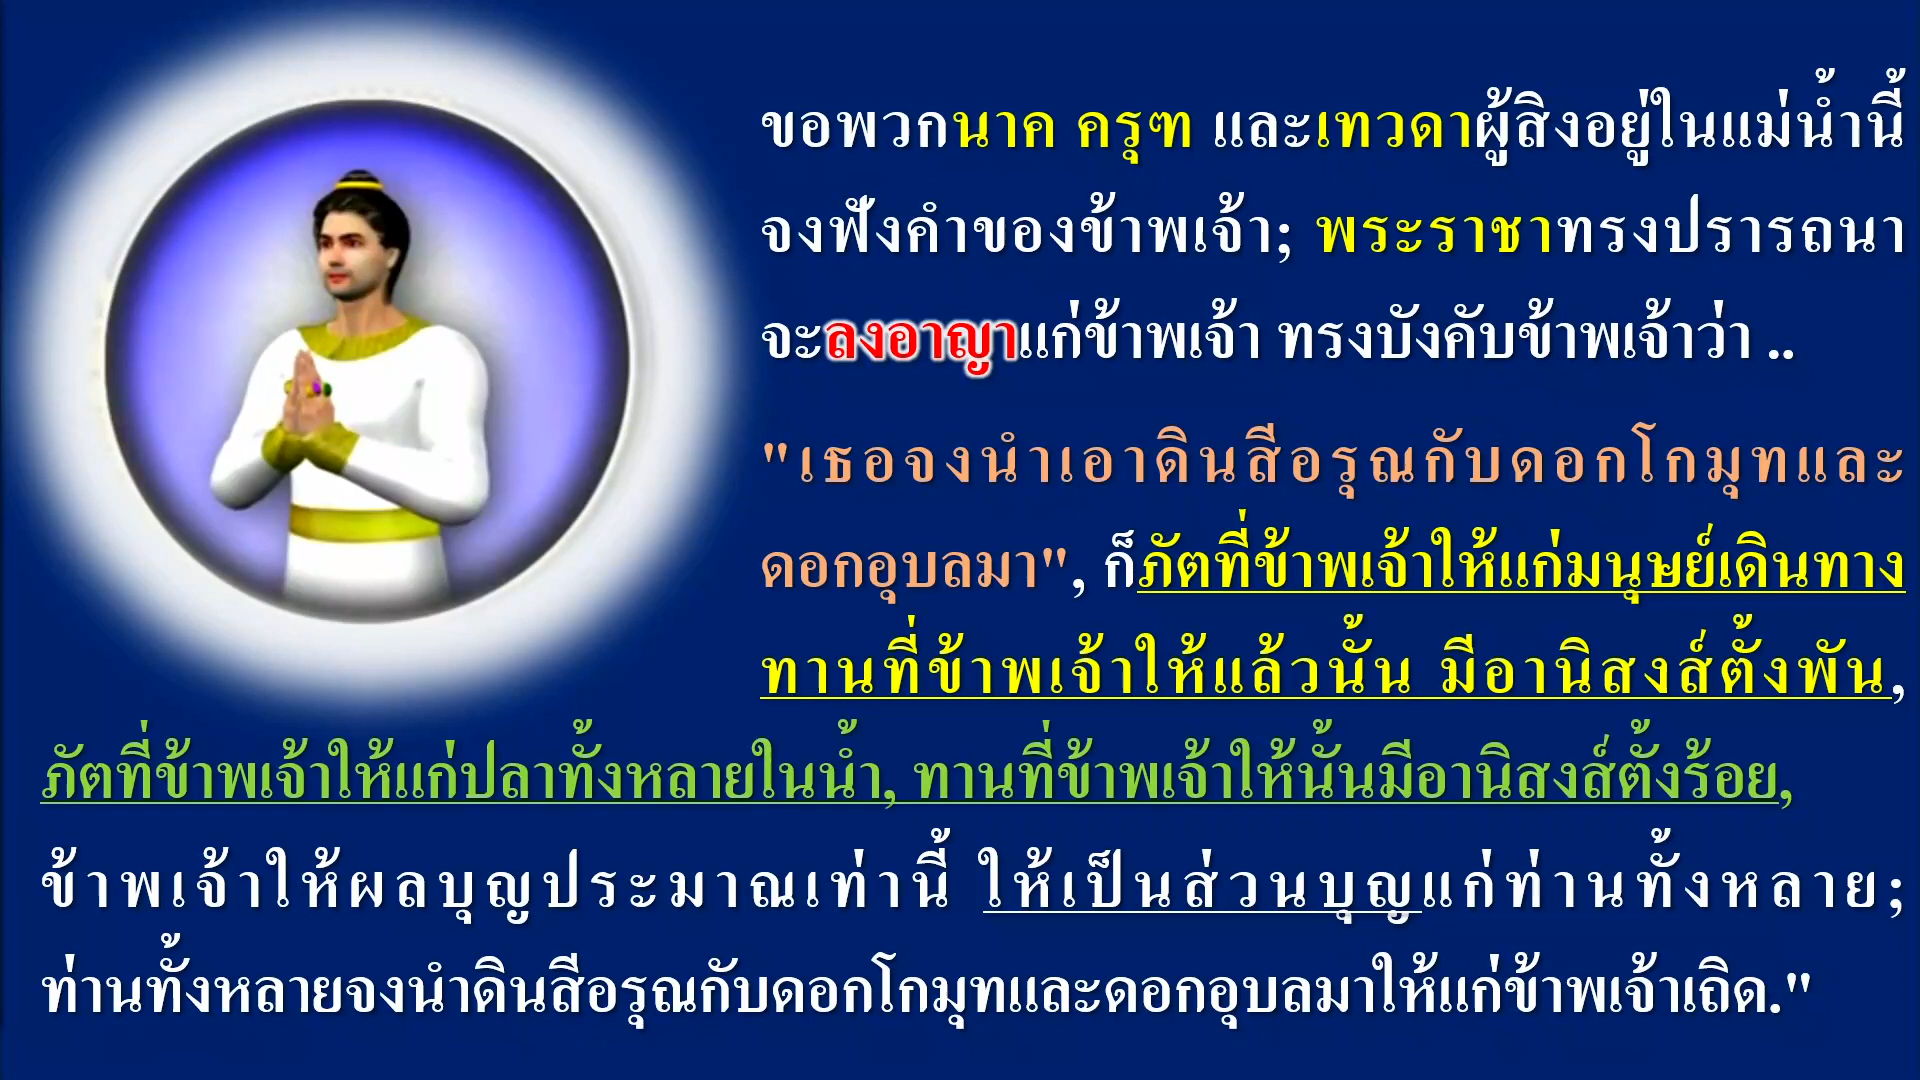 ขอพวกนาค ครุฑ และเทวดาผู้สิงอยู่ในแม่น้ำนี้
จงฟังคำของข้าพเจ้า; พระราชาทรงปรารถนา
จะลงอาญาแก่ข้าพเจ้า ทรงบังคับข้าพเจ้าว่า ..
"เธอจงนำเอาดินสีอรุณกับดอกโกมุทและ
ดอกอุบลมา", ก็ภัตที่ข้าพเจ้าให้แก่มนุษย์เดินทาง
ทานที่ข้าพเจ้าให้แล้วนั้น มีอานิสงส์ตั้งพัน,
ภัตที่ข้าพเจ้าให้แก่ปลาทั้งหลายในน้ำ, ทานที่ข้าพเจ้าให้นั้นมีอานิสงส์ตั้งร้อย,
ข้าพเจ้าให้ผลบุญประมาณเท่านี้ ให้เป็นส่วนบุญแก่ท่านทั้งหลาย;
ท่านทั้งหลายจงนำดินสีอรุณกับดอกโกมุทและดอกอุบลมาให้แก่ข้าพเจ้าเถิด."